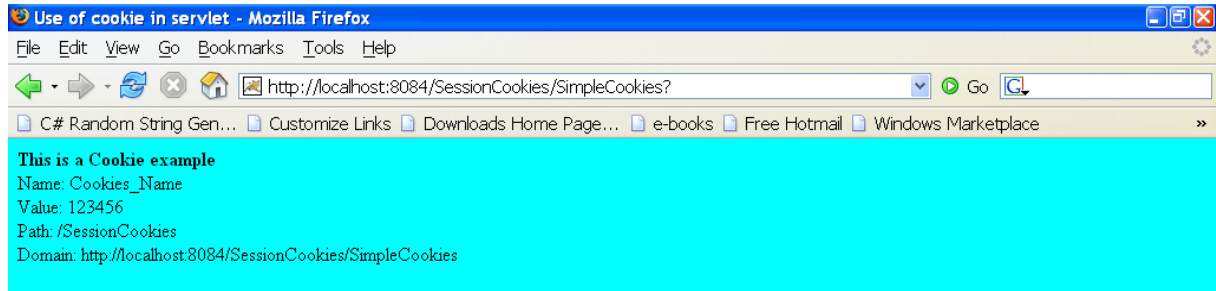 Use of cookie in servlet - Mozilla Firefox
File Edit View Go Bookmarks Tools Help
http://localhost:8084/SessionCookies/SimpleCookies? Go G
C# Random String Gen... Customize Links Downloads Home Page... e-books Free Hotmail Windows Marketplace »
This is a Cookie example
Name: Cookies_Name
Value: 123456
Path: /SessionCookies
Domain: http://localhost:8084/SessionCookies/SimpleCookies